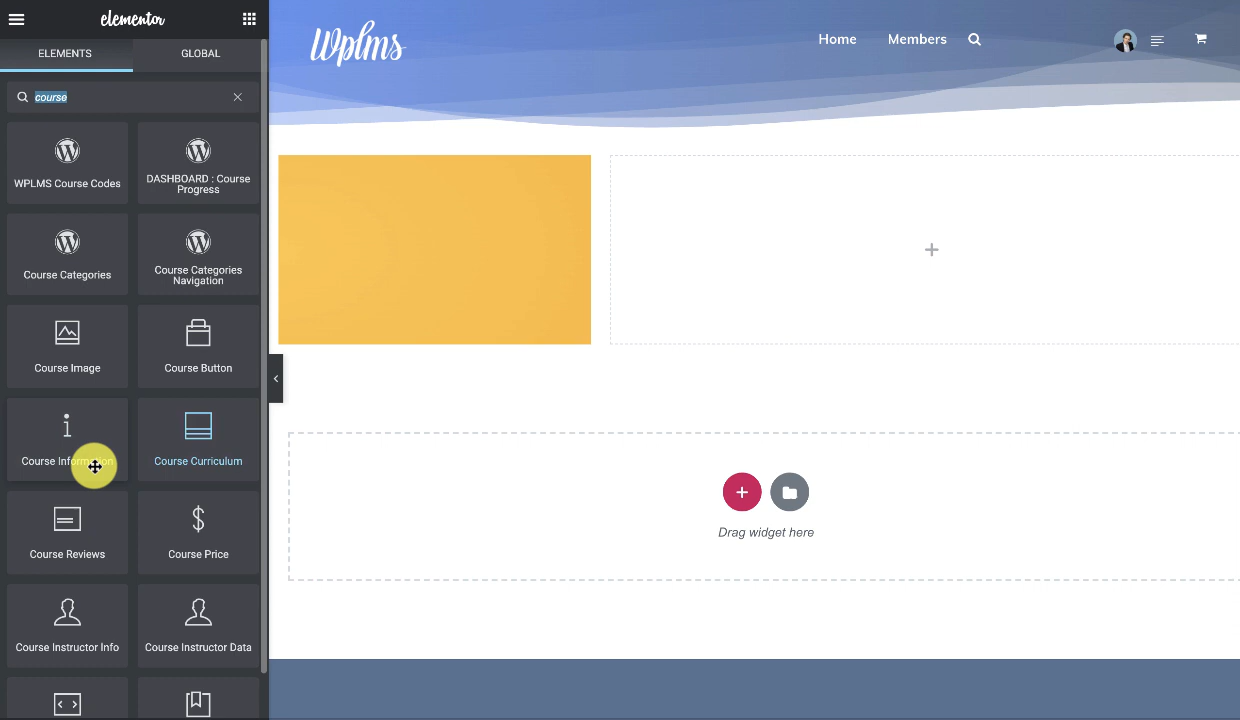 elementor
ELEMENTS
GLOBAL
course
WPLMS Course Codes
DASHBOARD : Course
Progress
Course Categories
Course Categories
Navigation
Course Image
Course Button
Course Information
Course Curriculum
Course Reviews
Course Price
Course Instructor Info
Course Instructor Data
Wplms
Home
Members
Drag widget here